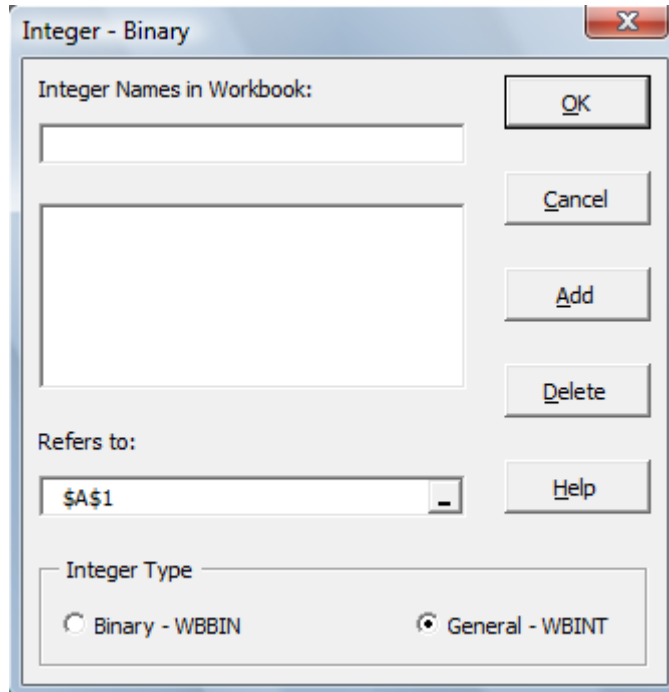 Integer - Binary
Integer Names in Workbook:
OK
Cancel
Add
Delete
Refers to:
$A$1
Help
Integer Type
Binary - WBBIN
General - WBINT